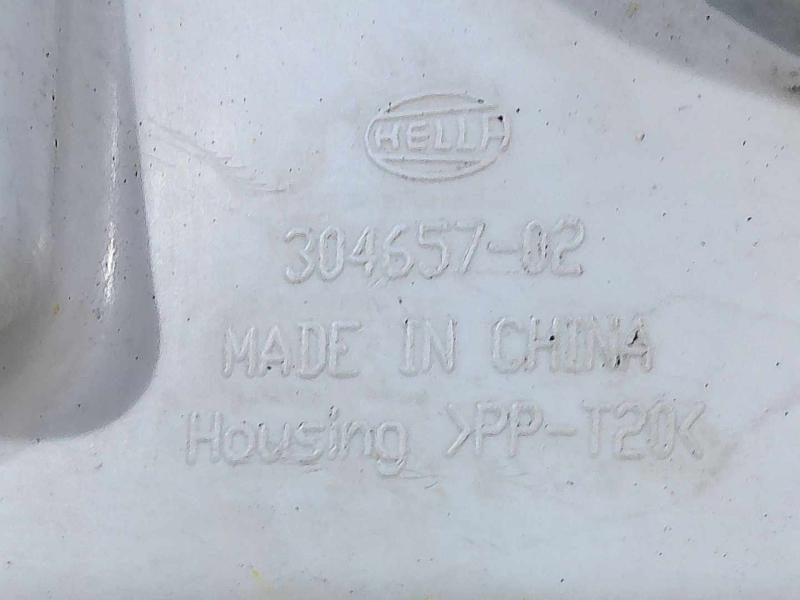 HELLA
304657-02
MADE IN CHINA
Housing >PP-T20<